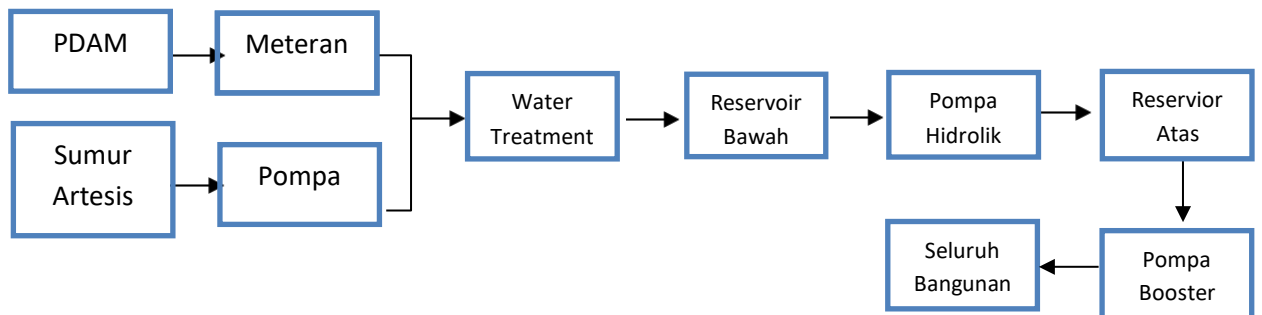 PDAM
Meteran
Sumur
Artesis
Pompa
Water
Treatment
Reservoir
Bawah
Pompa
Hidrolik
Reservior
Atas
Pompa
Booster
Seluruh
Bangunan